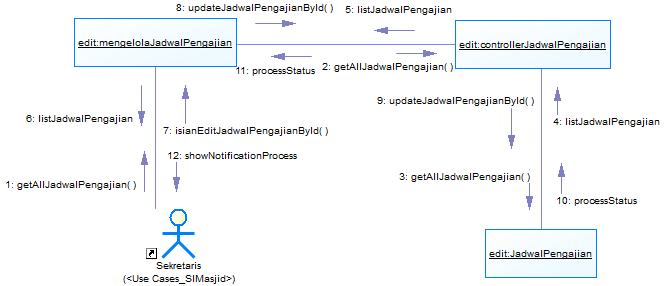 8: updateJadwalPengajianById( )
5: listJadwalPengajian
edit:mengelolaJadwalPengajian
edit:controllerJadwalPengajian
11: processStatus
2: getAllJadwalPengajian( )
9: updateJadwalPengajianById( )
6: listJadwalPengajian
4: listJadwalPengajian
7: isianEditJadwalPengajianById( )
12: showNotificationProcess
3: getAllJadwalPengajian( )
1: getAllJadwalPengajian( )
10: processStatus
edit:JadwalPengajian
Sekretaris
(<Use Cases_SIMasjid>)